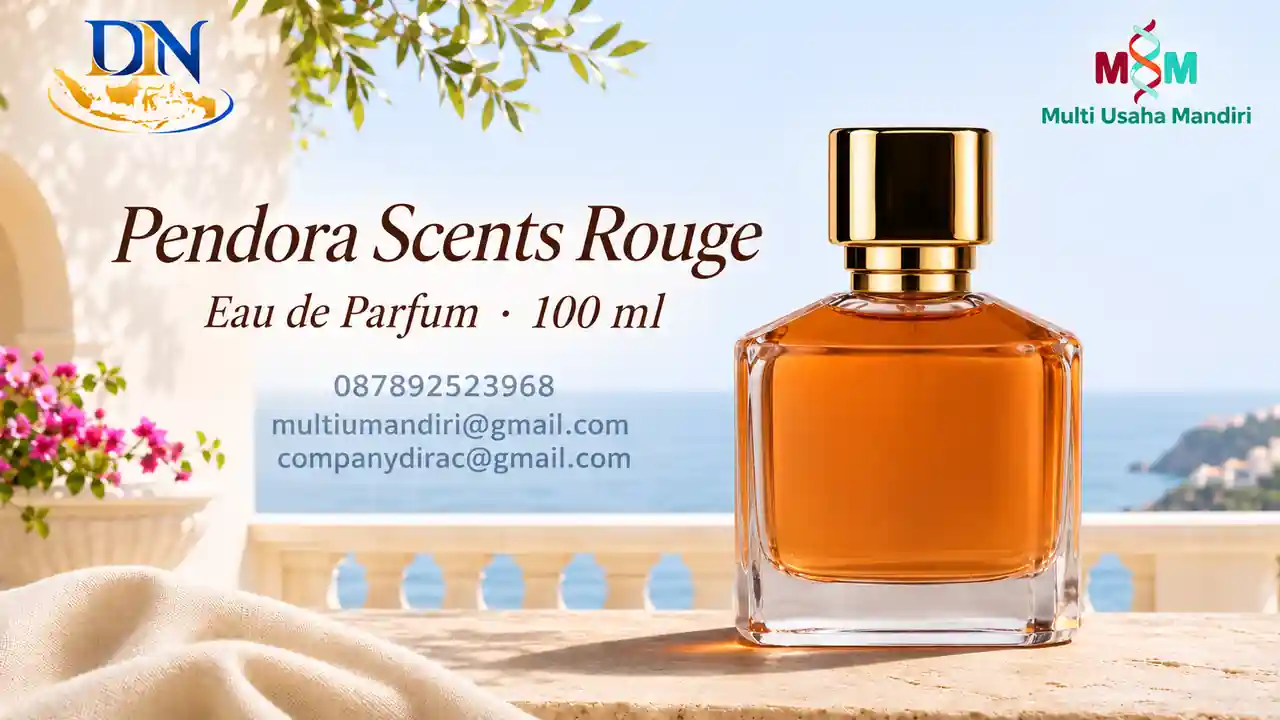 DIN
MSM
Multi Usaha Mandiri
Pendora Scents Rouge
Eau de Parfum · 100 ml
087892523968
multiumandiri@gmail.com
companydirac@gmail.com